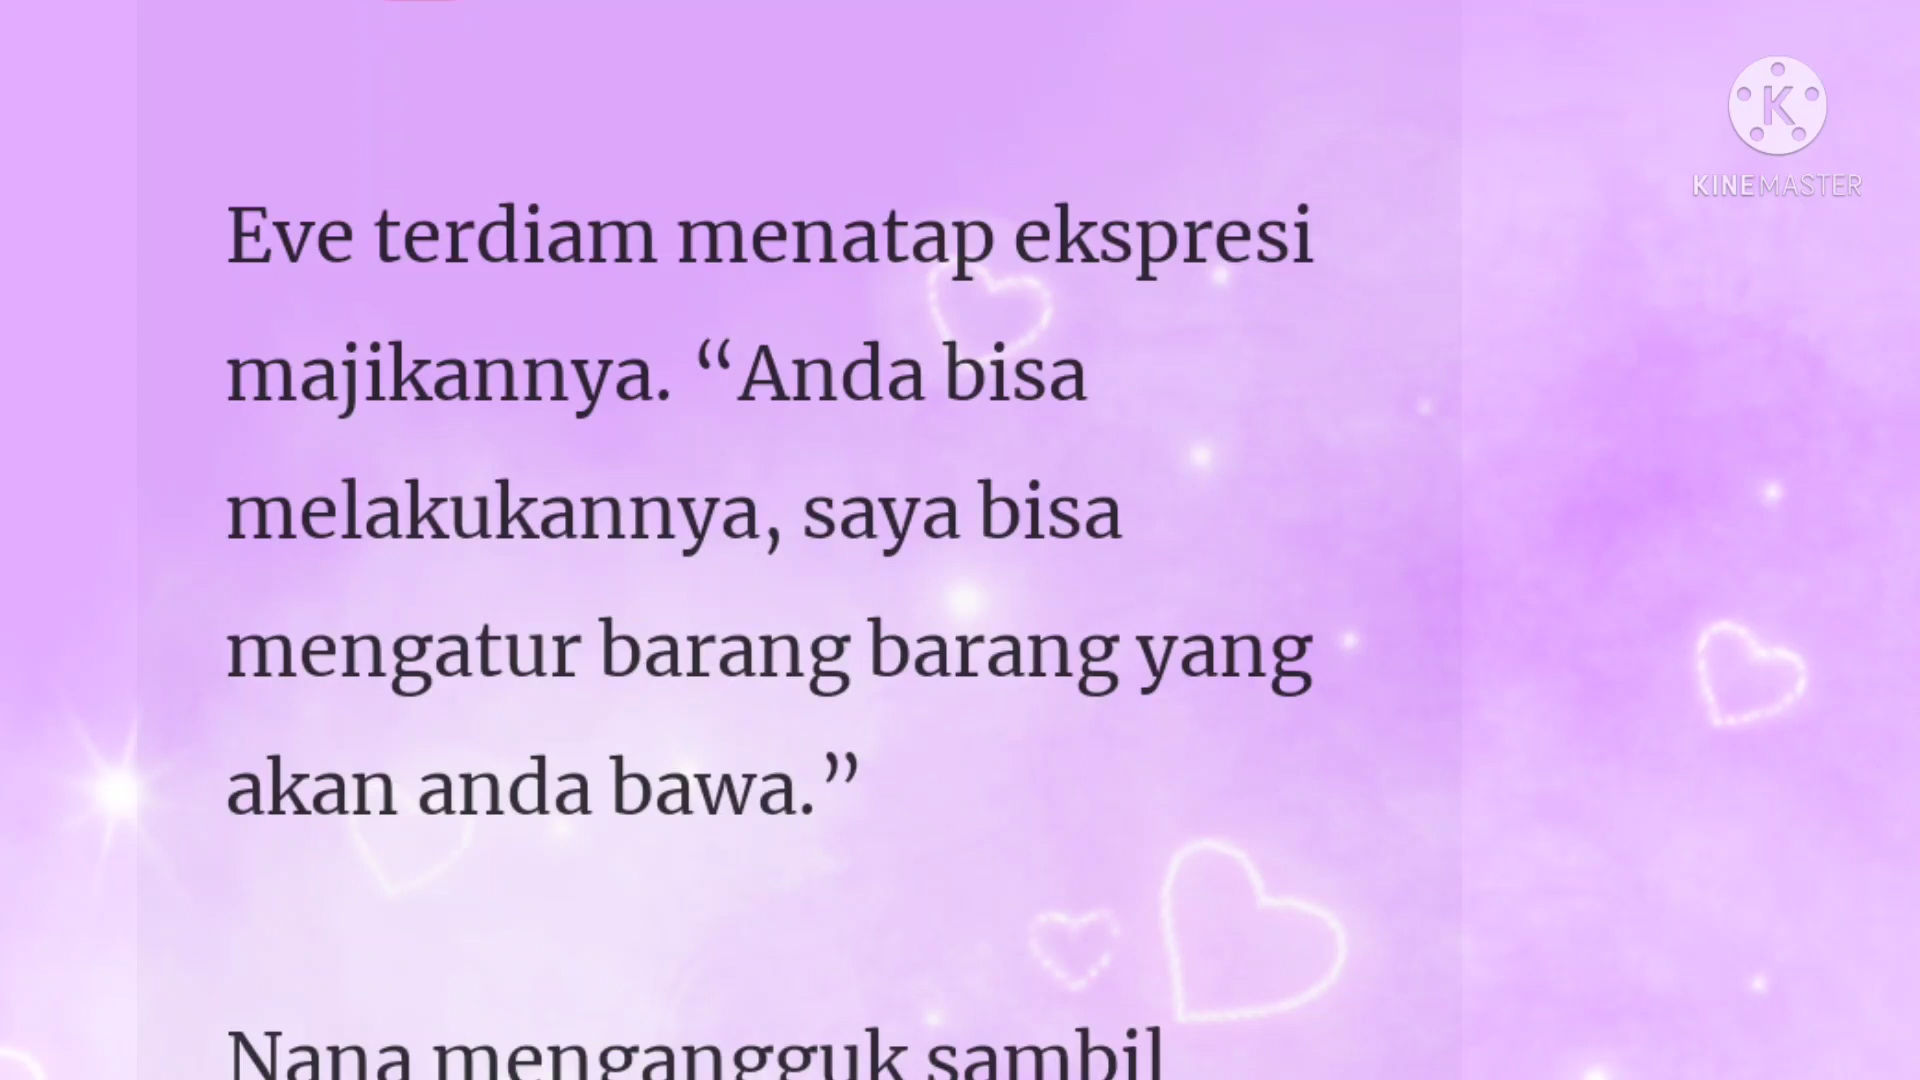 KINEMASTER
Eve terdiam menatap ekspresi
majikannya. “Anda bisa
melakukannya, saya bisa
mengatur barang barang yang
akan anda bawa.”
Nana mengangguk sambil